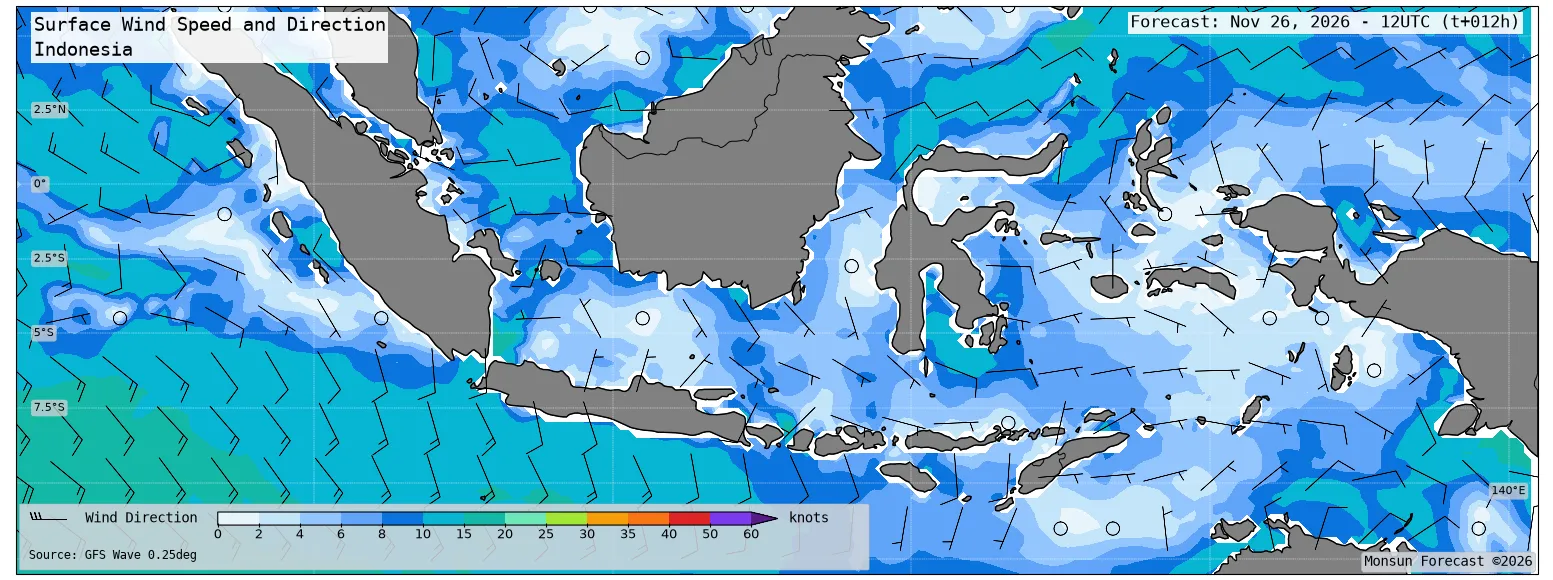 Surface Wind Speed and Direction
Indonesia
Forecast: Nov 26, 2026 - 12UTC (t+012h)
2.5°N
0°
2.5°S
5°S
7.5°S
140°E
Wind Direction
0 2 4 6 8 10 15 20 25 30 35 40 50 60
knots
Source: GFS Wave 0.25deg
Monsun Forecast ©2026